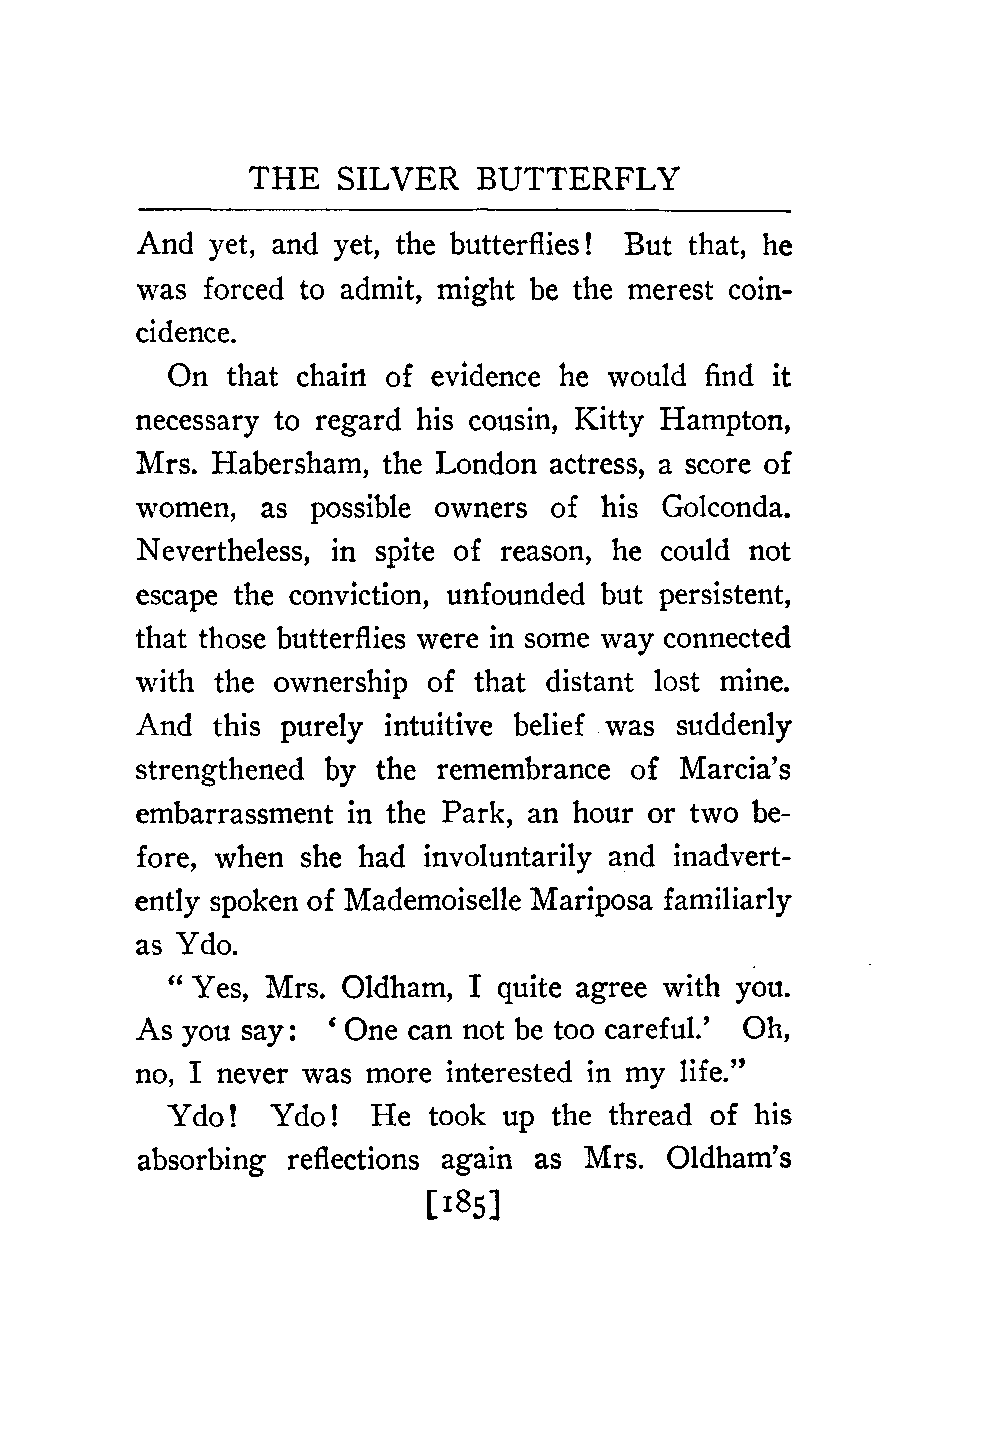 THE SILVER BUTTERFLY
And yet, and yet, the butterflies! But that, he
was forced to admit, might be the merest coin-
cidence.
On that chain of evidence he would find it
necessary to regard his cousin, Kitty Hampton,
Mrs. Habersham, the London actress, a score of
women, as possible owners of his Golconda.
Nevertheless, in spite of reason, he could not
escape the conviction, unfounded but persistent,
that those butterflies were in some way connected
with the ownership of that distant lost mine.
And this purely intuitive belief was suddenly
strengthened by the remembrance of Marcia's
embarrassment in the Park, an hour or two be-
fore, when she had involuntarily and inadvert-
ently spoken of Mademoiselle Mariposa familiarly
as Ydo.
“ Yes, Mrs. Oldham, I quite agree with you.
As you say: ‘ One can not be too careful.’ Oh,
no, I never was more interested in my life.”
Ydo! Ydo! He took up the thread of his
absorbing reflections again as Mrs. Oldham's
[185]